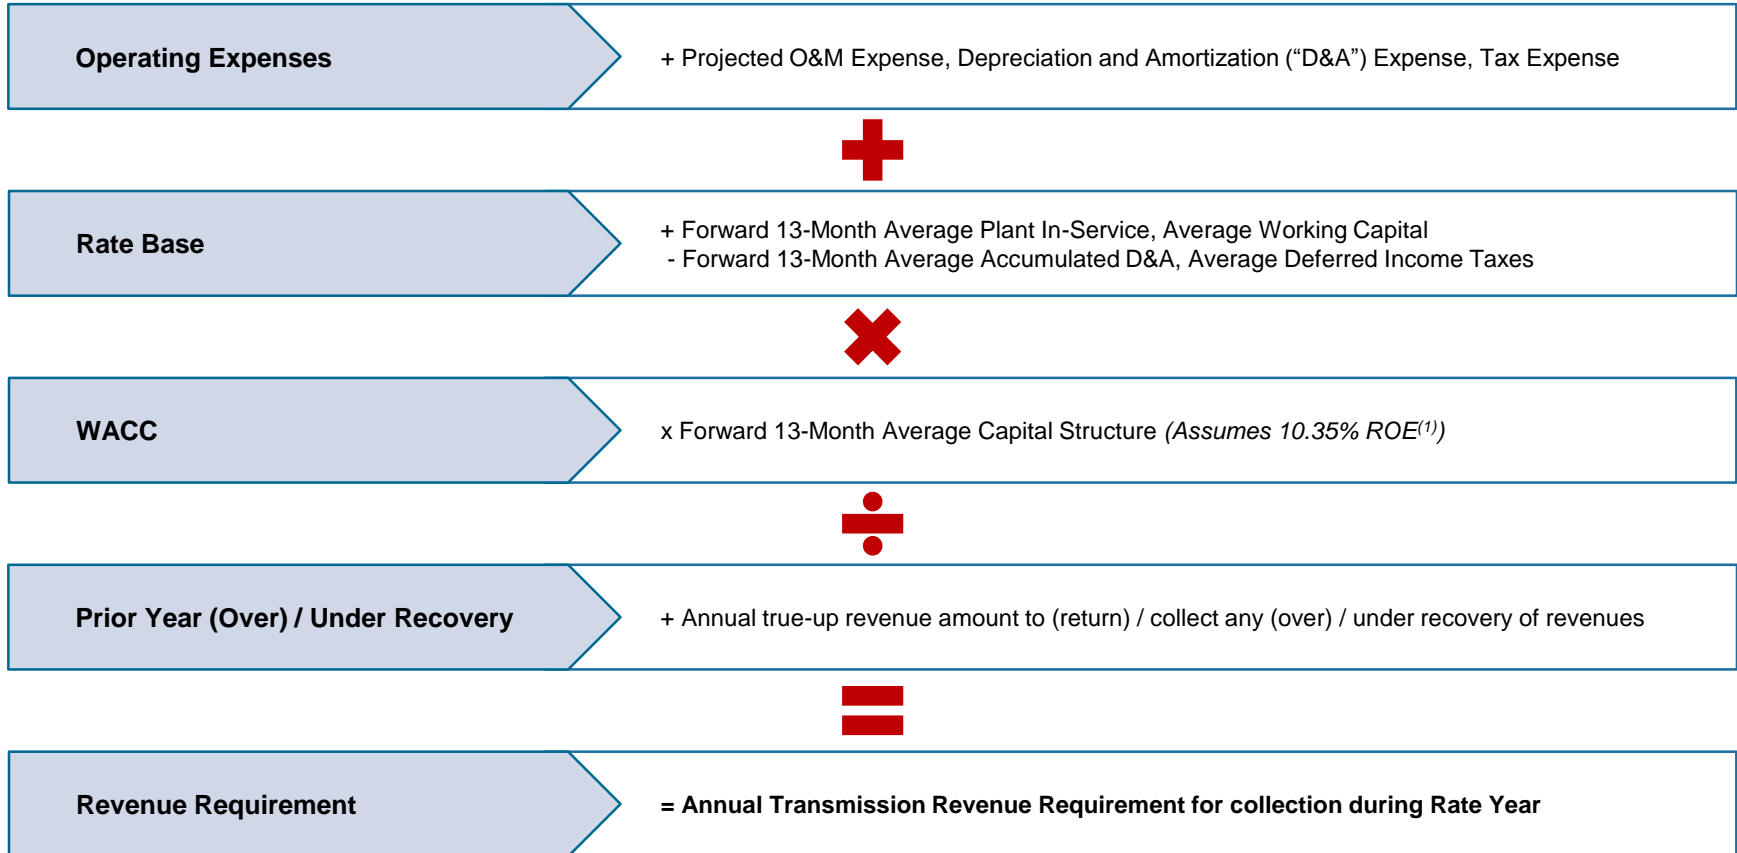 Operating Expenses
+ Projected O&M Expense, Depreciation and Amortization (“D&A”) Expense, Tax Expense
Rate Base
+ Forward 13-Month Average Plant In-Service, Average Working Capital
- Forward 13-Month Average Accumulated D&A, Average Deferred Income Taxes
WACC
x Forward 13-Month Average Capital Structure (Assumes 10.35% ROE(1))
Prior Year (Over) / Under Recovery
+ Annual true-up revenue amount to (return) / collect any (over) / under recovery of revenues
Revenue Requirement
= Annual Transmission Revenue Requirement for collection during Rate Year